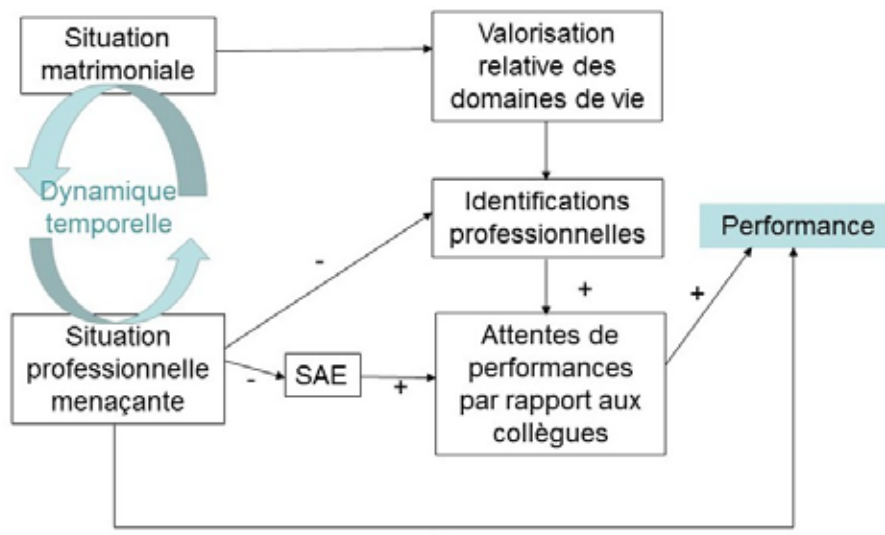 Situation
matrimoniale
Valorisation
relative des
domaines de vie
Dynamique
temporelle
Identifications
professionnelles
Performance
-
+
+
Situation
professionnelle
menaçante
-
SAE
+
Attentes de
performances
par rapport aux
collègues